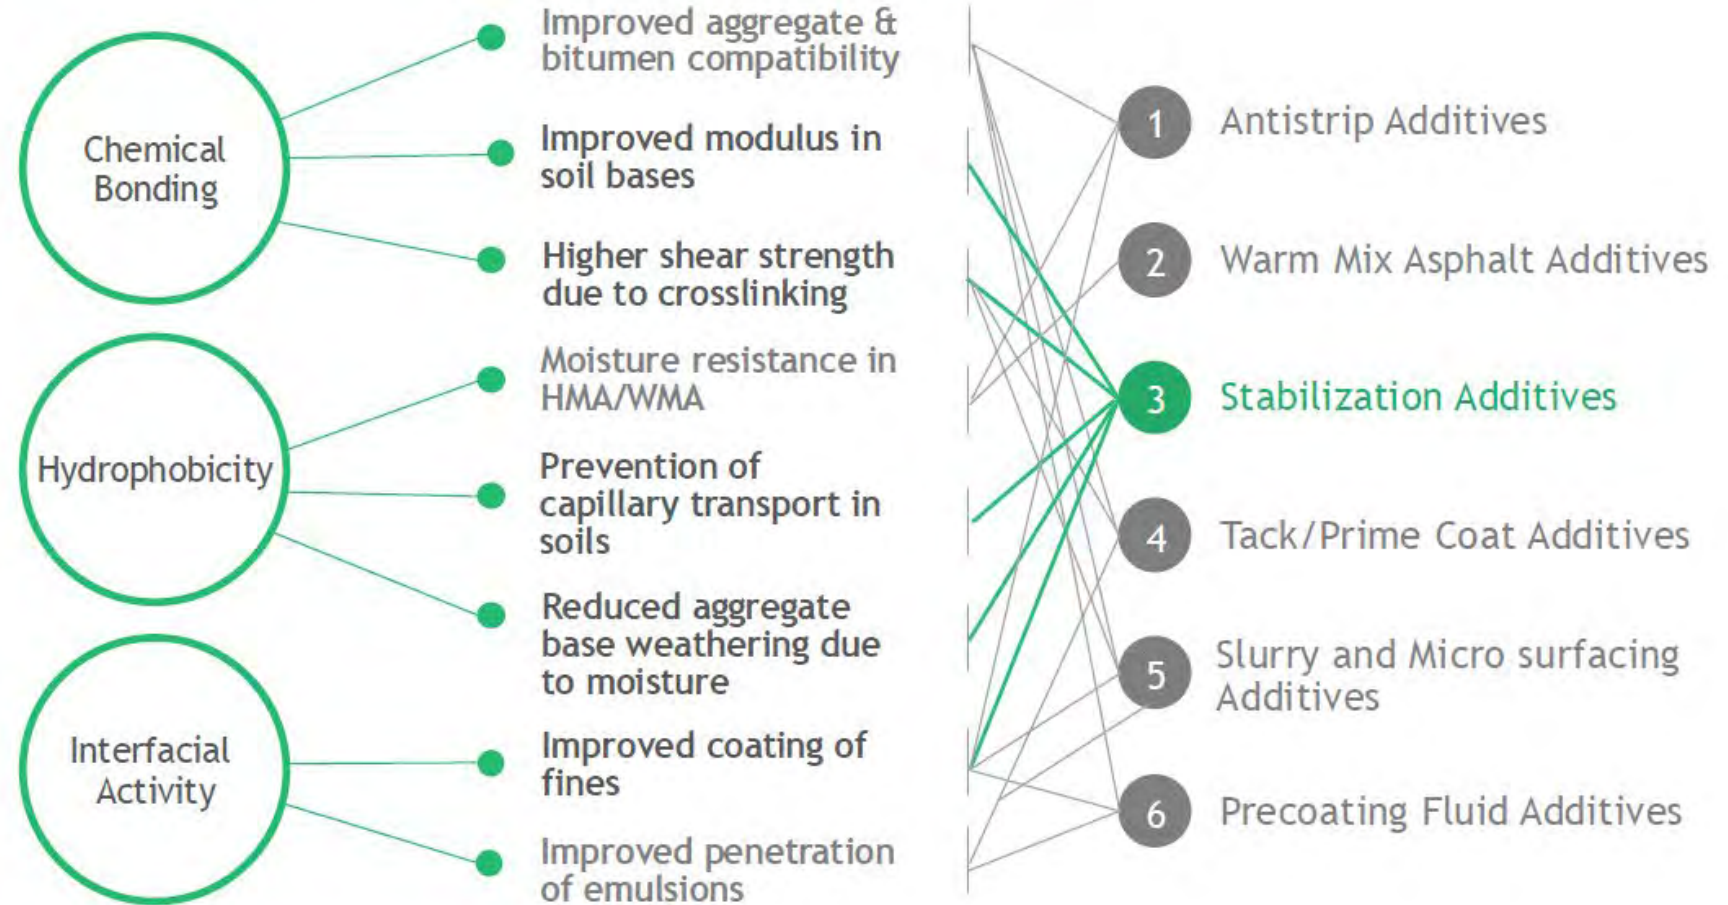 Chemical
Bonding
Improved aggregate &
bitumen compatibility
Improved modulus in
soil bases
Higher shear strength
due to crosslinking
Hydrophobicity
Moisture resistance in
HMA/WMA
Prevention of
capillary transport in
soils
Reduced aggregate
base weathering due
to moisture
Interfacial
Activity
Improved coating of
fines
Improved penetration
of emulsions
1 Antistrip Additives
2 Warm Mix Asphalt Additives
3 Stabilization Additives
4 Tack/Prime Coat Additives
5 Slurry and Micro surfacing
Additives
6 Precoating Fluid Additives